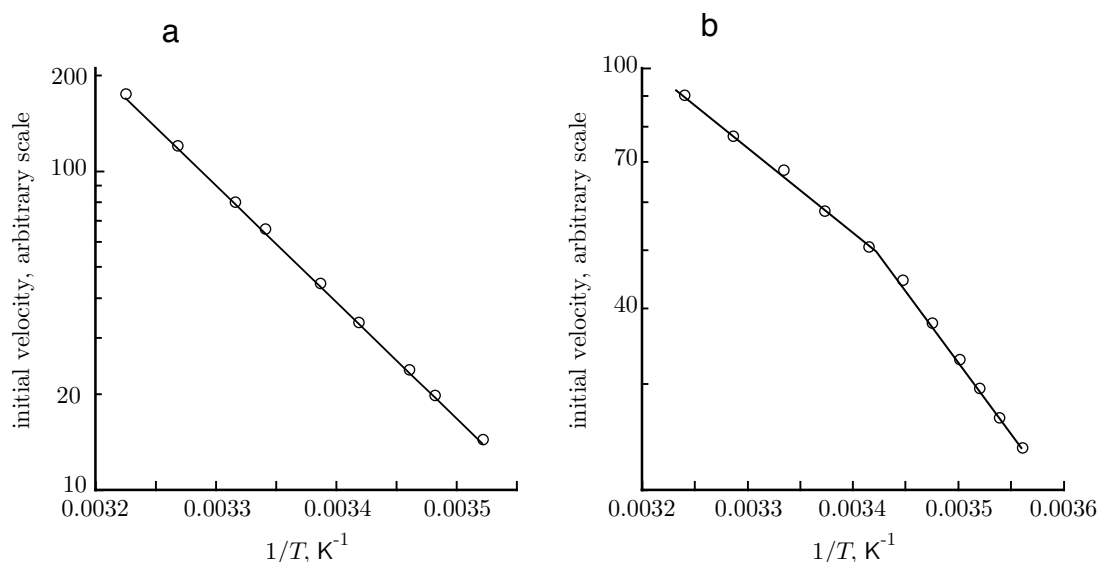 a
200
100
20
10
0.0032
0.0033
0.0034
0.0035
initial velocity, arbitrary scale
1/T, K⁻¹
b
100
70
40
0.0032
0.0033
0.0034
0.0035
0.0036
initial velocity, arbitrary scale
1/T, K⁻¹